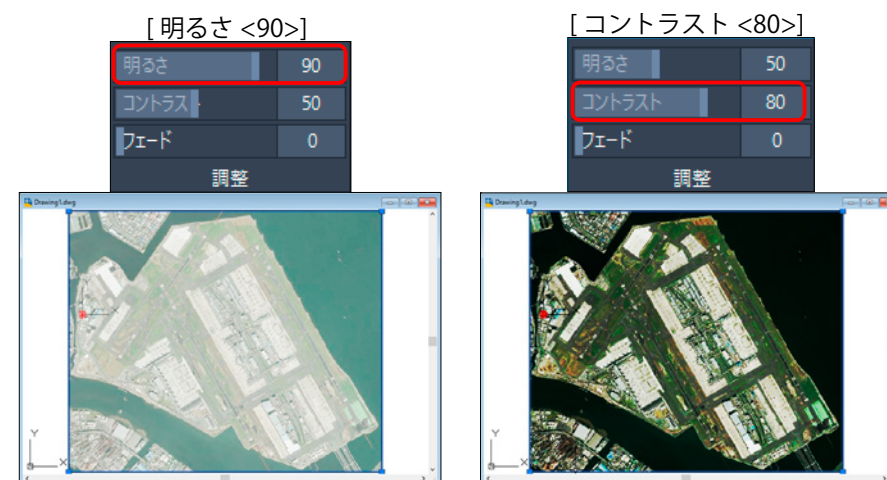 [ 明るさ <90>]
明るさ 90
コントラス 50
フェード 0
調整
Drawing1.dwg
Y
X
[ コントラスト <80>]
明るさ 50
コントラスト 80
フェード 0
調整
Drawing1.dwg
Y
X